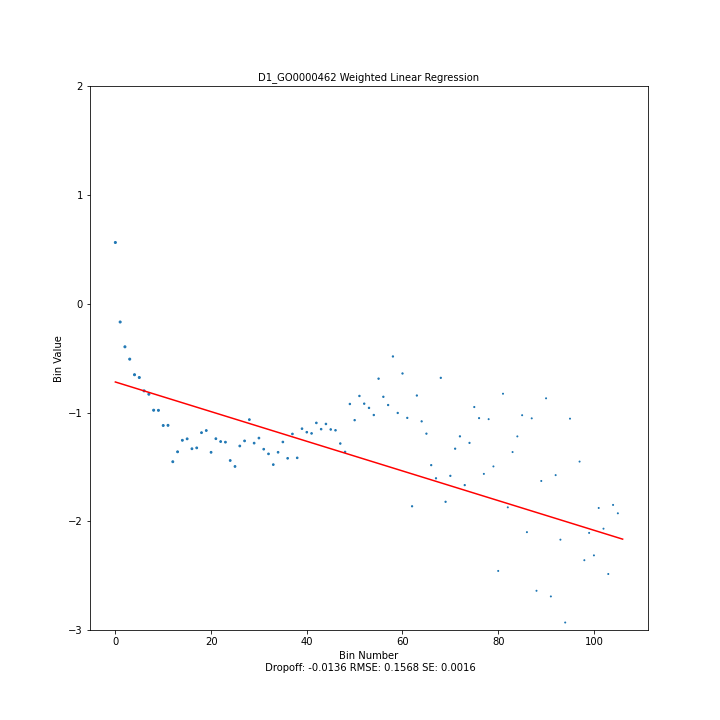 D1_GO0000462 Weighted Linear Regression
2
1
0
−1
−2
−3
Bin Value
0 20 40 60 80 100
Bin Number
Dropoff: -0.0136 RMSE: 0.1568 SE: 0.0016